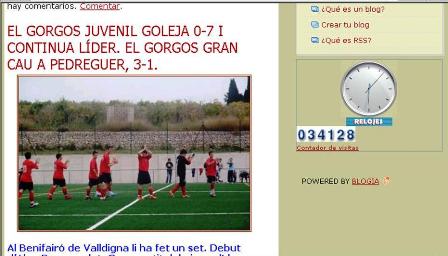 hay comentarios. Comentar.
EL GORGOS JUVENIL GOLEJA 0-7 I
CONTINUA LÍDER. EL GORGOS GRAN
CAU A PEDREGUER, 3-1.
Al Benifairó de Valldigna li ha fet un set. Debut
¿Qué es un blog?
Crear tu blog
¿Qué es RSS?
RELOJES
034128
Contador de visitas
POWERED BY BLOGIA